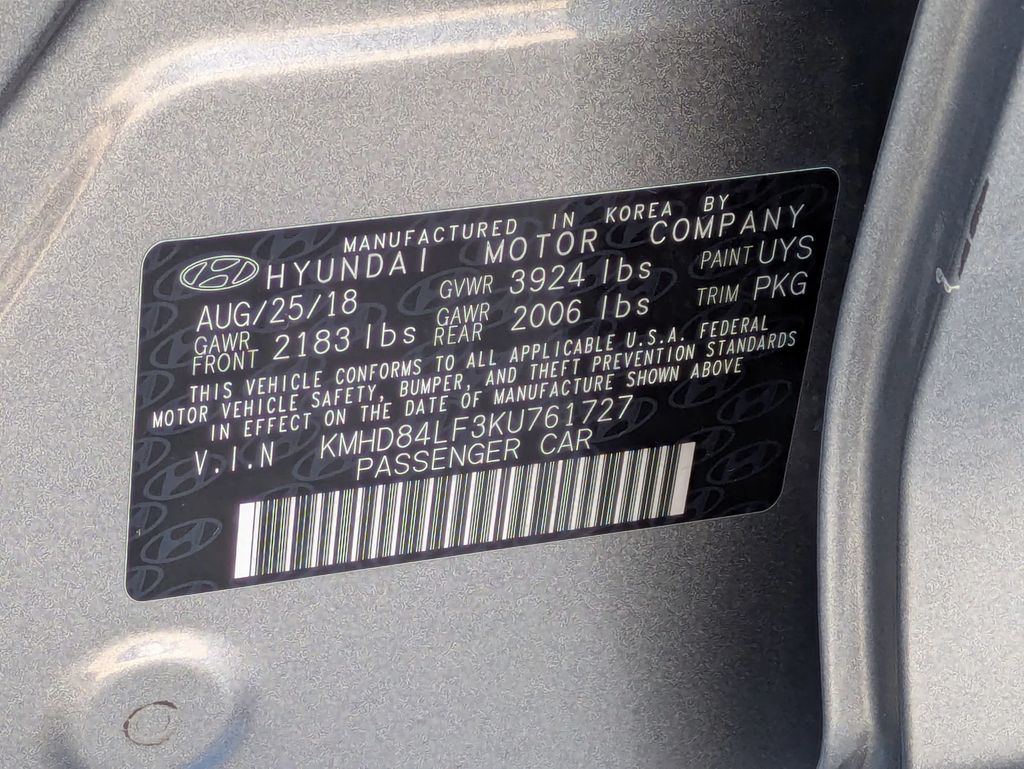 MANUFACTURED IN KOREA BY
HYUNDAI MOTOR COMPANY
AUG/25/18 GVWR 3924 lbs PAINT UYS
GAWR FRONT 2183 lbs GAWR REAR 2006 lbs TRIM PKG
THIS VEHICLE CONFORMS TO ALL APPLICABLE U.S.A. FEDERAL
MOTOR VEHICLE SAFETY, BUMPER, AND THEFT PREVENTION STANDARDS
IN EFFECT ON THE DATE OF MANUFACTURE SHOWN ABOVE
V.I.N KMHD84LF3KU761727
PASSENGER CAR